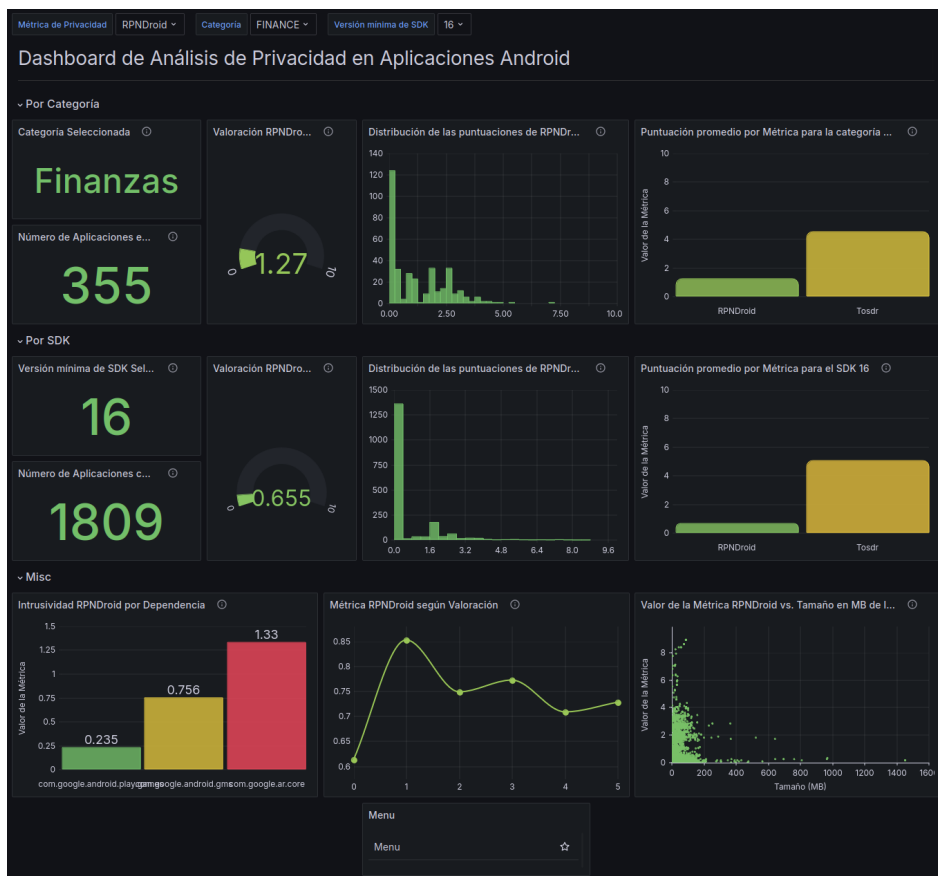 Métrica de Privacidad RPNDroid Categoría FINANCE Versión mínima de SDK 16
Dashboard de Análisis de Privacidad en Aplicaciones Android
Por Categoría
Categoría Seleccionada
Finanzas
Número de Aplicaciones e...
355
Valoración RPNDro...
0 1.27 10
Distribución de las puntuaciones de RPNDr...
140
120
100
80
60
40
20
0
0.00 2.50 5.00 7.50 10.0
Puntuación promedio por Métrica para la categoría ...
Valor de la Métrica
10
8
6
4
2
0
RPNDroid Tosdr
Por SDK
Versión mínima de SDK Sel...
16
Número de Aplicaciones c...
1809
Valoración RPNDro...
0 0.655 10
Distribución de las puntuaciones de RPNDr...
1500
1250
1000
750
500
250
0
0.0 1.6 3.2 4.8 6.4 8.0 9.6
Puntuación promedio por Métrica para el SDK 16
Valor de la Métrica
10
8
6
4
2
0
RPNDroid Tosdr
Misc
Intrusividad RPNDroid por Dependencia
Valor de la Métrica
1.5
1.25
1
0.75
0.5
0.25
0
0.235 0.756 1.33
com.google.android.gms com.google.ar.core
Métrica RPNDroid según Valoración
0.85
0.8
0.75
0.7
0.65
0.6
0 1 2 3 4 5
Valor de la Métrica RPNDroid vs. Tamaño en MB de l...
Valor de la Métrica
8
6
4
2
0
0 200 400 600 800 1000 1200 1400 1600
Tamaño (MB)
Menu
Menu